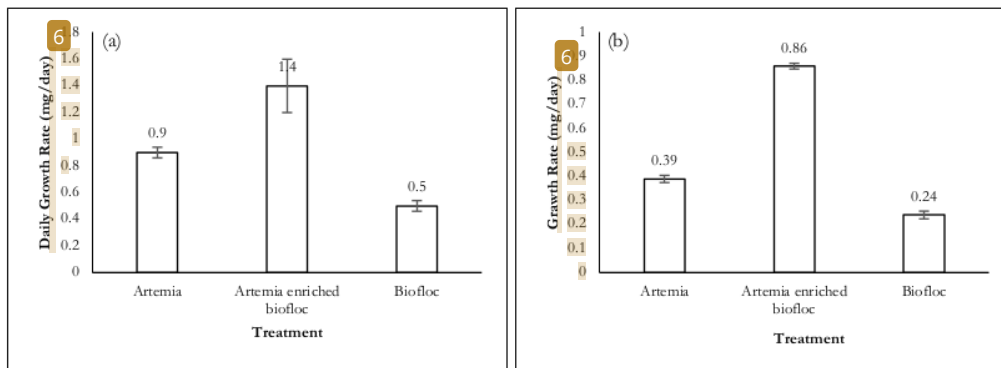 6
(a)
Daily Growth Rate (mg/day)
1.8
1.6
1.4
1.2
1
0.8
0.6
0.4
0.2
0
0.9
1.4
0.5
Artemia
Artemia enriched
biofloc
Biofloc
Treatment
6
(b)
Grawth Rate (mg/day)
1
0.9
0.8
0.7
0.6
0.5
0.4
0.3
0.2
0.1
0
0.39
0.86
0.24
Artemia
Artemia enriched
biofloc
Biofloc
Treatment